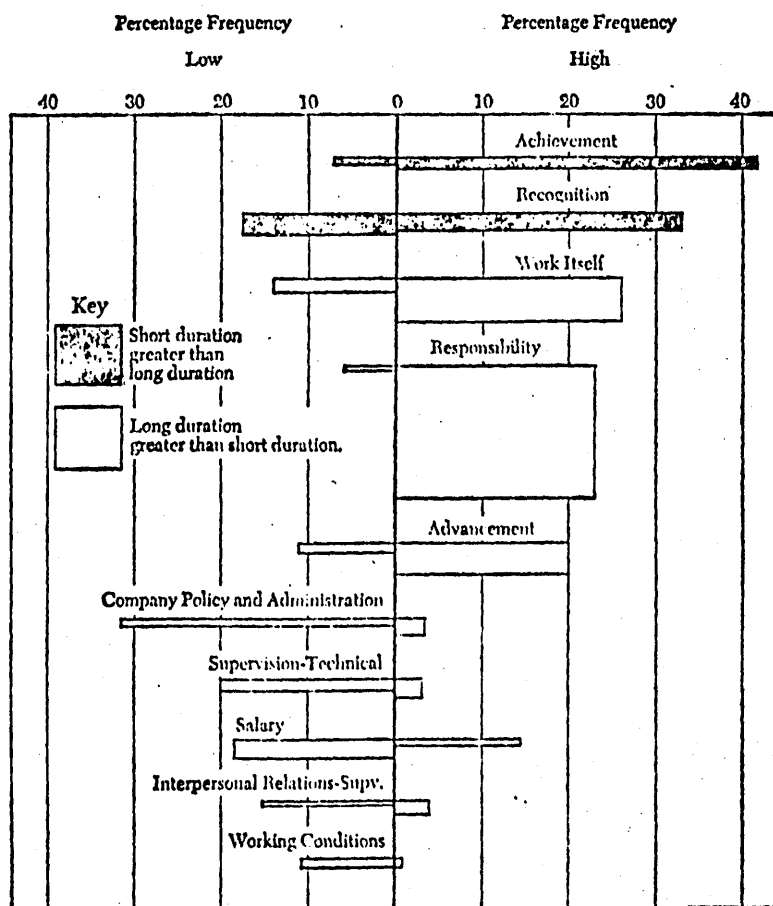 Percentage Frequency
Percentage Frequency
Low
High
40 30 20 10 0 10 20 30 40
Achievement
Recognition
Work Itself
Key
Short duration
greater than
long duration
Responsibility
Long duration
greater than short duration.
Advancement
Company Policy and Administration
Supervision-Technical
Salary
Interpersonal Relations-Supv.
Working Conditions